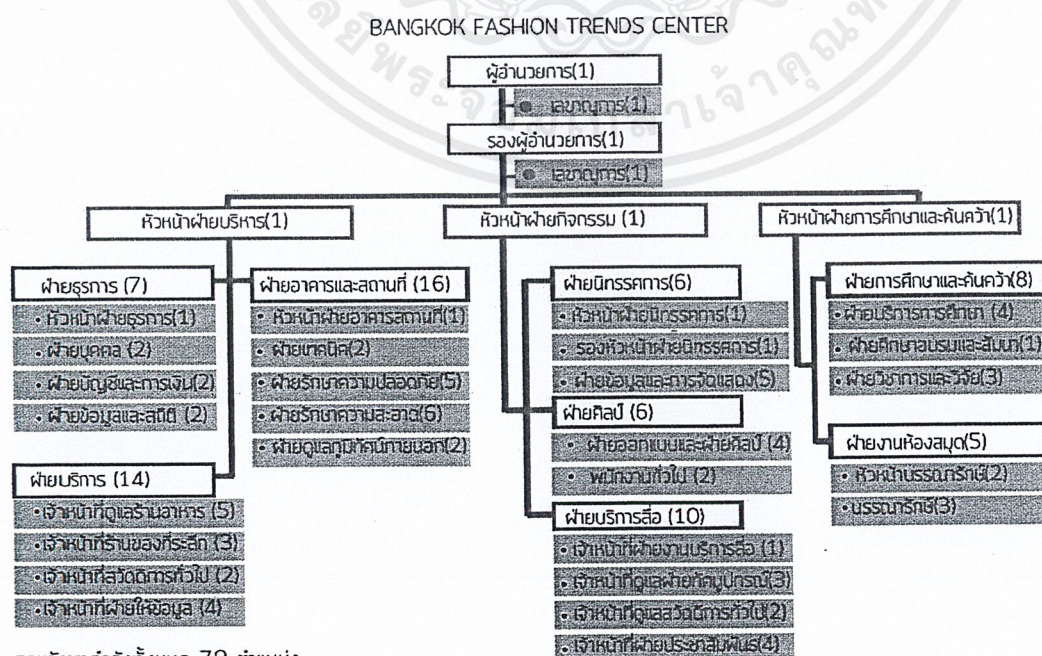 BANGKOK FASHION TRENDS CENTER
ผู้อำนวยการ(1)
• เลขานุการ(1)
รองผู้อำนวยการ(1)
• เลขานุการ(1)
หัวหน้าฝ่ายบริหาร(1)
หัวหน้าฝ่ายกิจกรรม (1)
หัวหน้าฝ่ายการศึกษาและค้นคว้า(1)
ฝ่ายธุรการ (7)
• หัวหน้าฝ่ายธุรการ(1)
• ฝ่ายบุคคล (2)
• ฝ่ายบัญชีและการเงิน(2)
• ฝ่ายข้อมูลและสถิติ (2)
ฝ่ายบริการ (14)
• เจ้าหน้าที่ดูแลร้านอาหาร (5)
• เจ้าหน้าที่ร้านของที่ระลึก (3)
• เจ้าหน้าที่สวัดดิการทั่วไป (2)
• เจ้าหน้าที่ฝ่ายให้ข้อมูล (4)
ฝ่ายอาคารและสถานที่ (16)
• หัวหน้าฝ่ายอาคารสถานที่(1)
• ฝ่ายเทคนิค(2)
• ฝ่ายรักษาความปลอดภัย(5)
• ฝ่ายรักษาความสะอาด(6)
• ฝ่ายดูแลภูมิทัศน์ภายนอก(2)
ฝ่ายนิทรรศการ(6)
• หัวหน้าฝ่ายนิทรรศการ(1)
• รองหัวหน้าฝ่ายนิทรรศการ(1)
• ฝ่ายข้อมูลและการจัดแสดง(5)
ฝ่ายศิลป์ (6)
• ฝ่ายออกแบบและฝ่ายศิลป์ (4)
• พนักงานทั่วไป (2)
ฝ่ายบริการสื่อ (10)
• เจ้าหน้าที่ฝ่ายงานบริการสื่อ (1)
• เจ้าหน้าที่ดูแลฝ่ายทัศนูปกรณ์(3)
• เจ้าหน้าที่ดูแลสวัดดิการทั่วไป(2)
• เจ้าหน้าที่ฝ่ายประชาสัมพันธ์(4)
ฝ่ายการศึกษาและค้นคว้า(8)
• ฝ่ายบริการการศึกษา (4)
• ฝ่ายศึกษาอบรมและสัมนา(1)
• ฝ่ายวิชาการและวิจัย(3)
ฝ่ายงานห้องสมุด(5)
• หัวหน้าบรรณารักษ์(2)
• บรรณารักษ์(3)